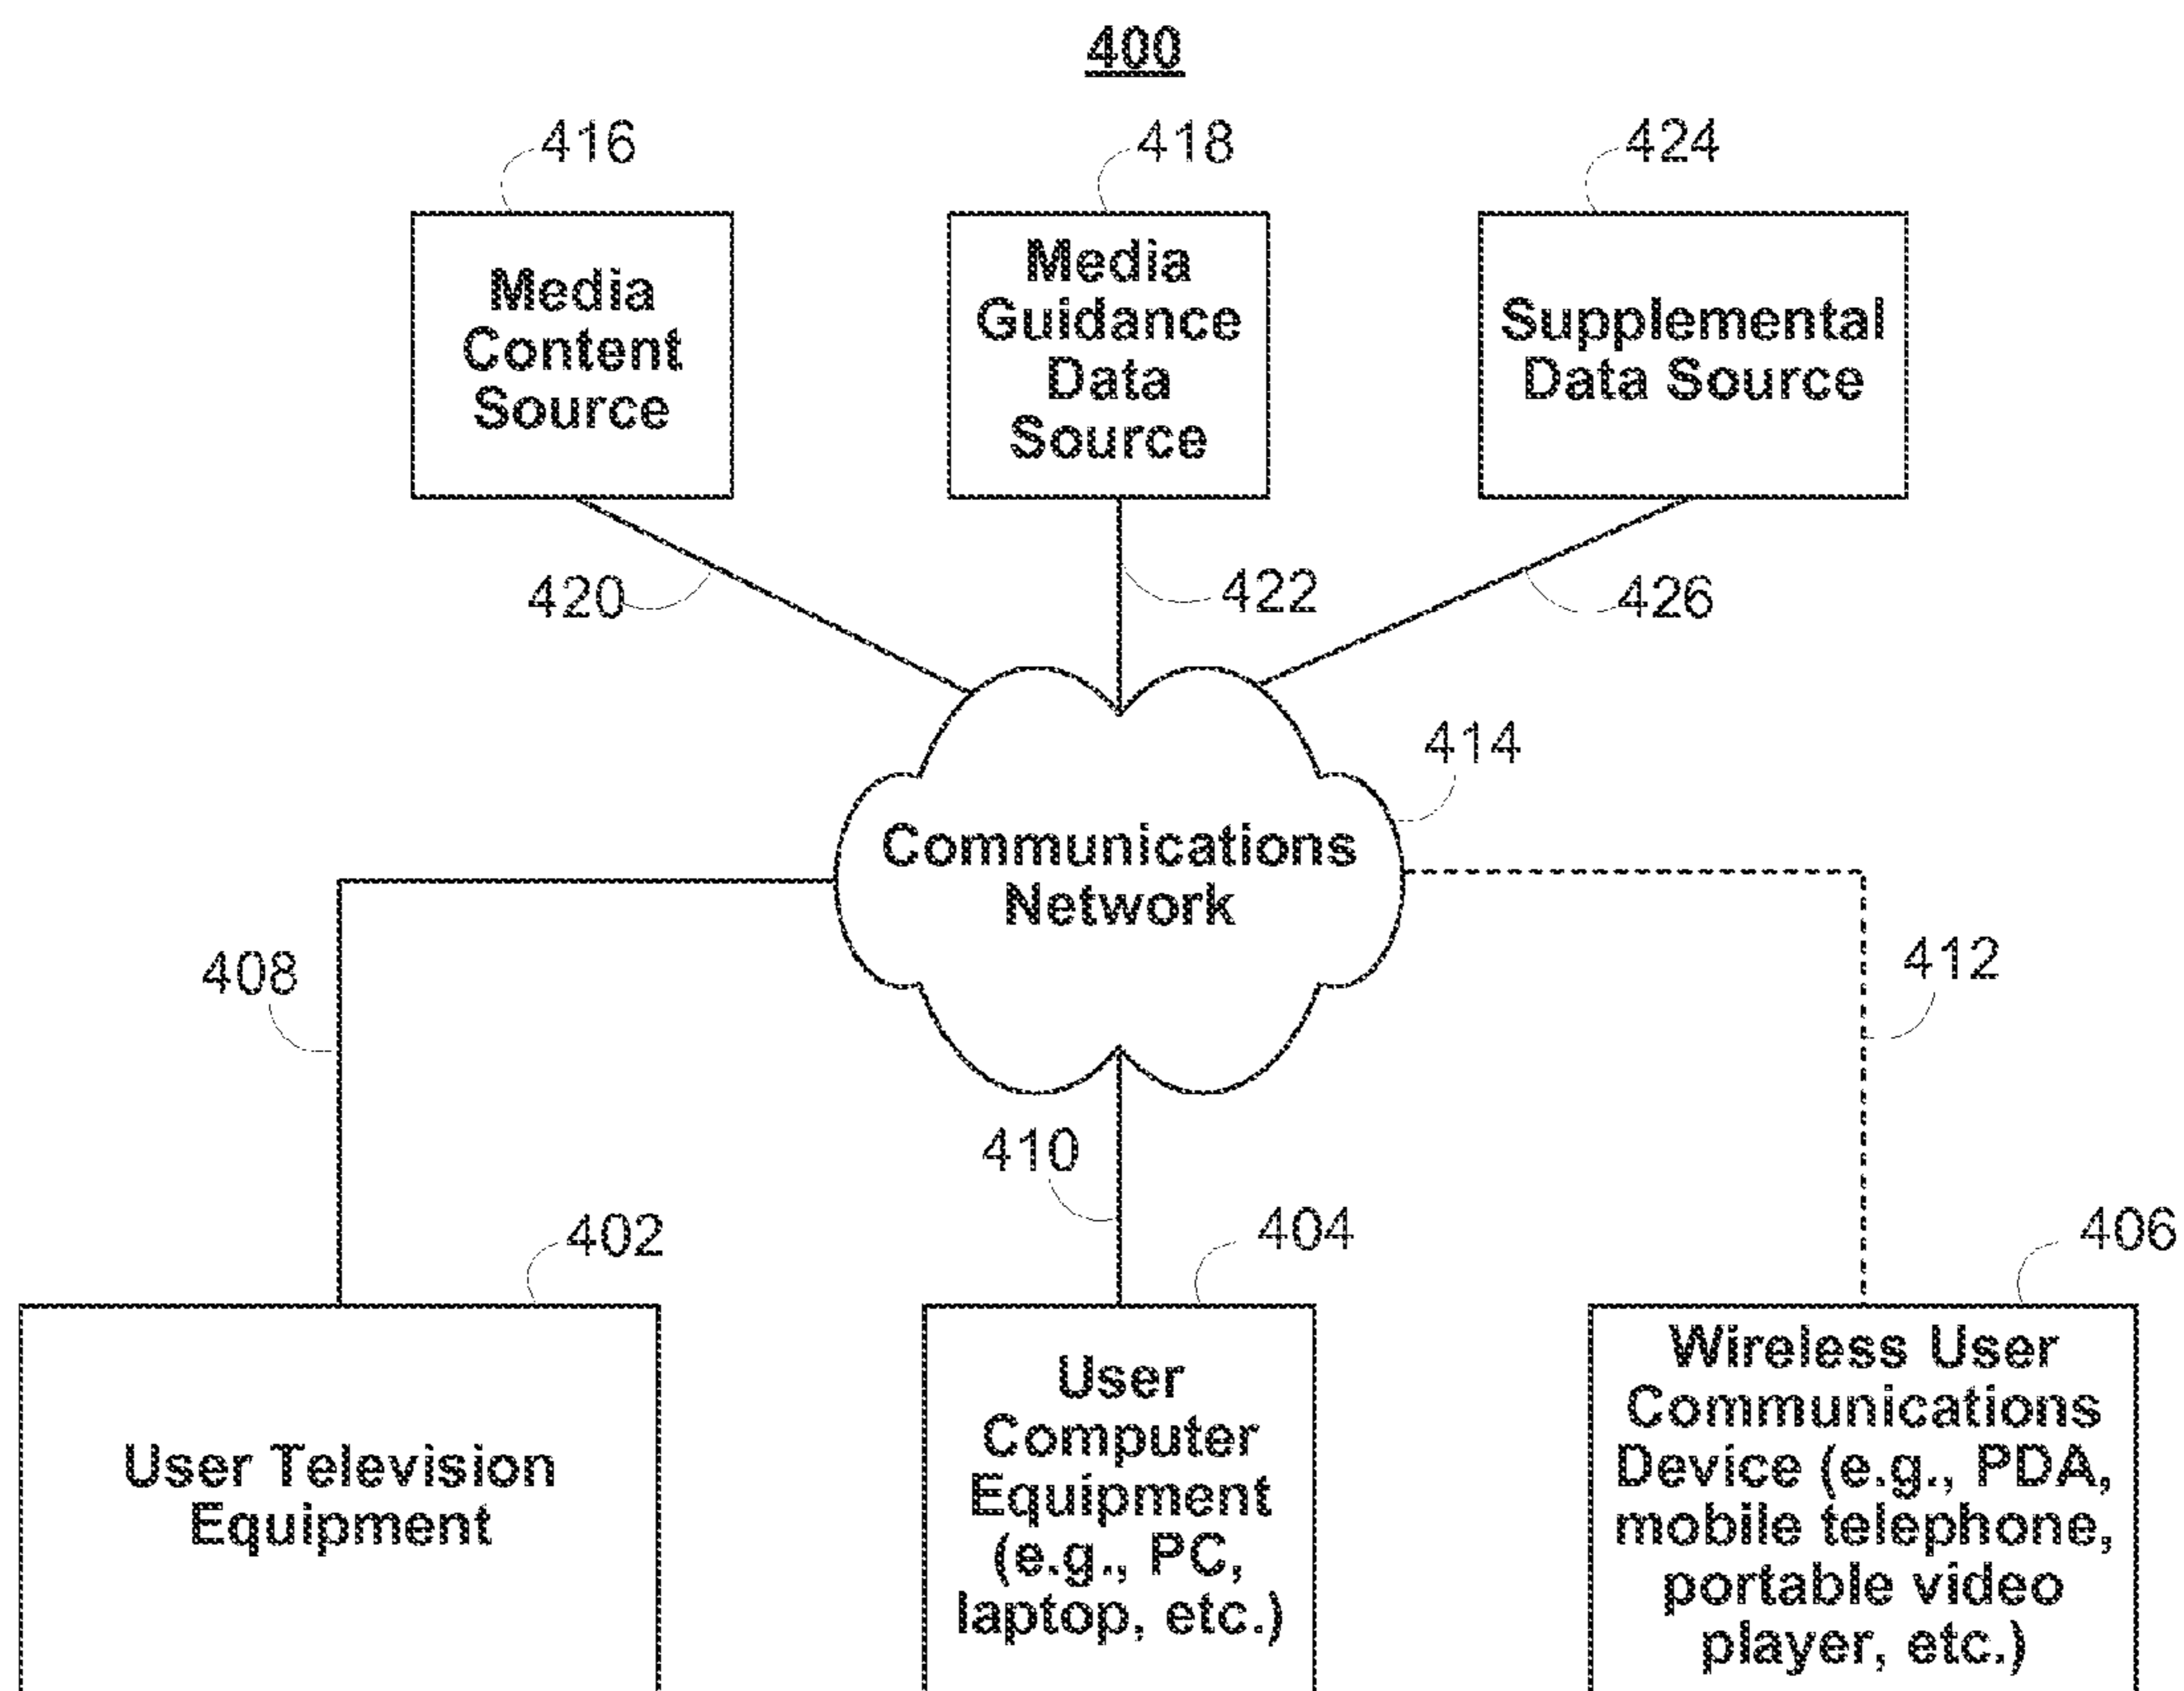 400
416
418
424
Media
Content
Source
Media
Guidance
Data
Source
Supplemental
Data Source
420
422
426
414
Communications
Network
408
412
410
402
404
406
User Television
Equipment
User
Computer
Equipment
(e.g., PC,
laptop, etc.)
Wireless User
Communications
Device (e.g., PDA,
mobile telephone,
portable video
player, etc.)